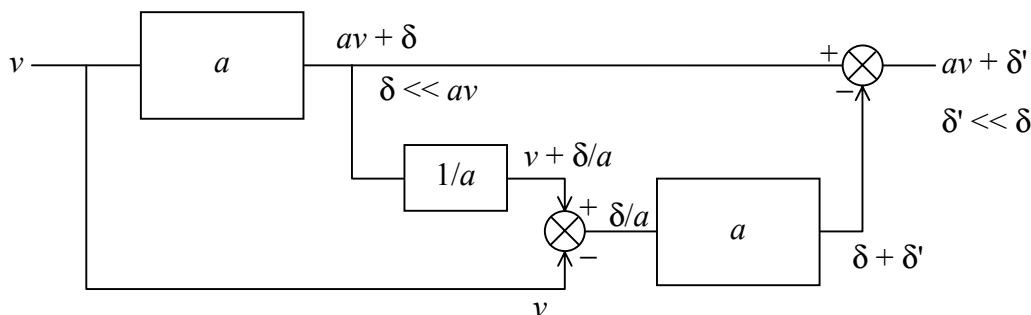 av + δ
+
v
a
av + δ'
δ << av
−
δ' << δ
1/a
v + δ/a
+
δ/a
a
−
δ + δ'
v